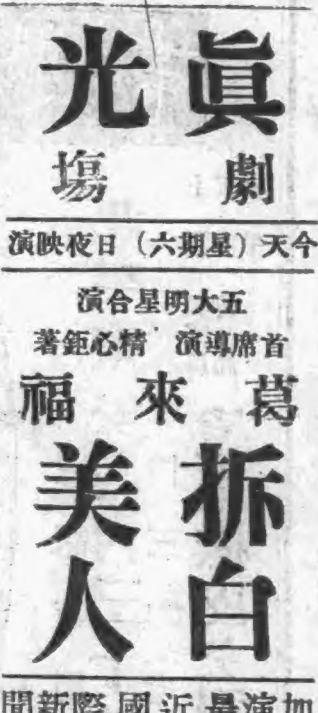 眞光
劇塲
今天（星期六）日夜映演
五大明星合演
首席導演 精心鉅著
葛來福
拆白
美人
加演最近國際新聞